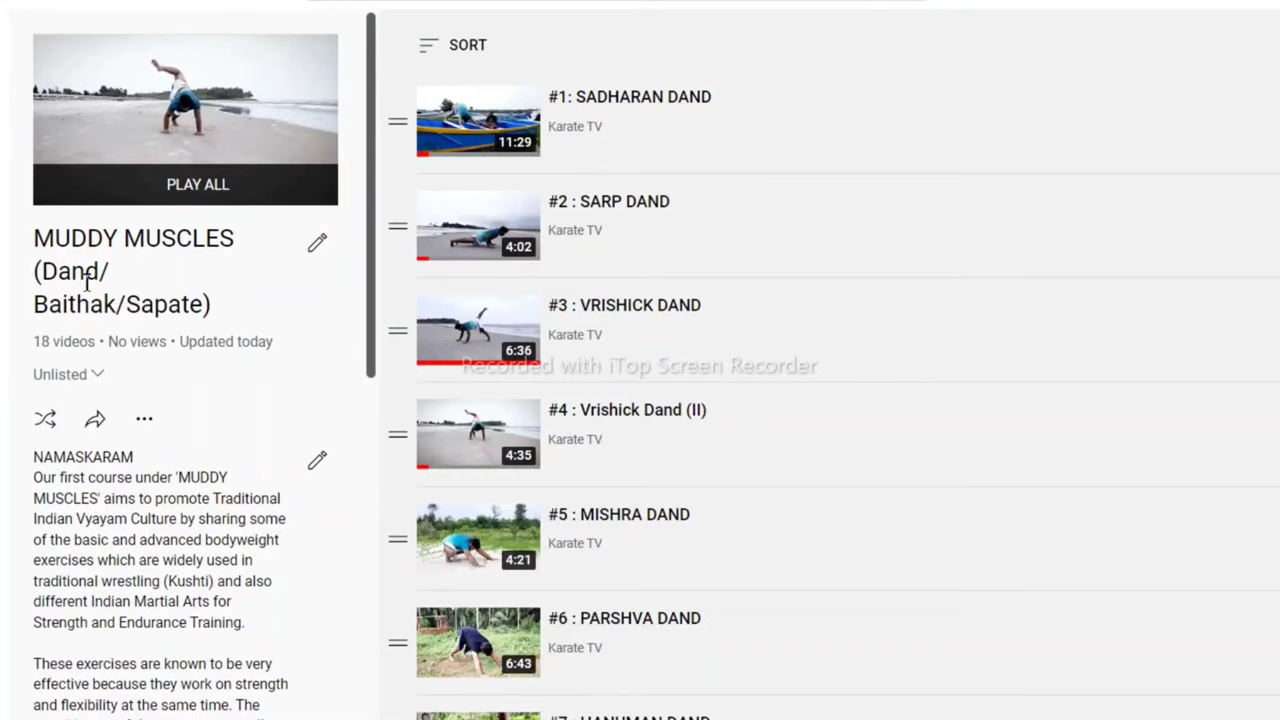 PLAY ALL
MUDDY MUSCLES
(Dand/
Baithak/Sapate)
18 videos • No views • Updated today
Unlisted
NAMASKARAM
Our first course under 'MUDDY
MUSCLES' aims to promote Traditional
Indian Vyayam Culture by sharing some
of the basic and advanced bodyweight
exercises which are widely used in
traditional wrestling (Kushti) and also
different Indian Martial Arts for
Strength and Endurance Training.
These exercises are known to be very
effective because they work on strength
and flexibility at the same time. The
SORT
#1: SADHARAN DAND
Karate TV
11:29
#2 : SARP DAND
Karate TV
4:02
#3 : VRISHICK DAND
Karate TV
6:36
Recorded with iTop Screen Recorder
#4 : Vrishick Dand (II)
Karate TV
4:35
#5 : MISHRA DAND
Karate TV
4:21
#6 : PARSHVA DAND
Karate TV
6:43
#7 : HANUMAN DAND